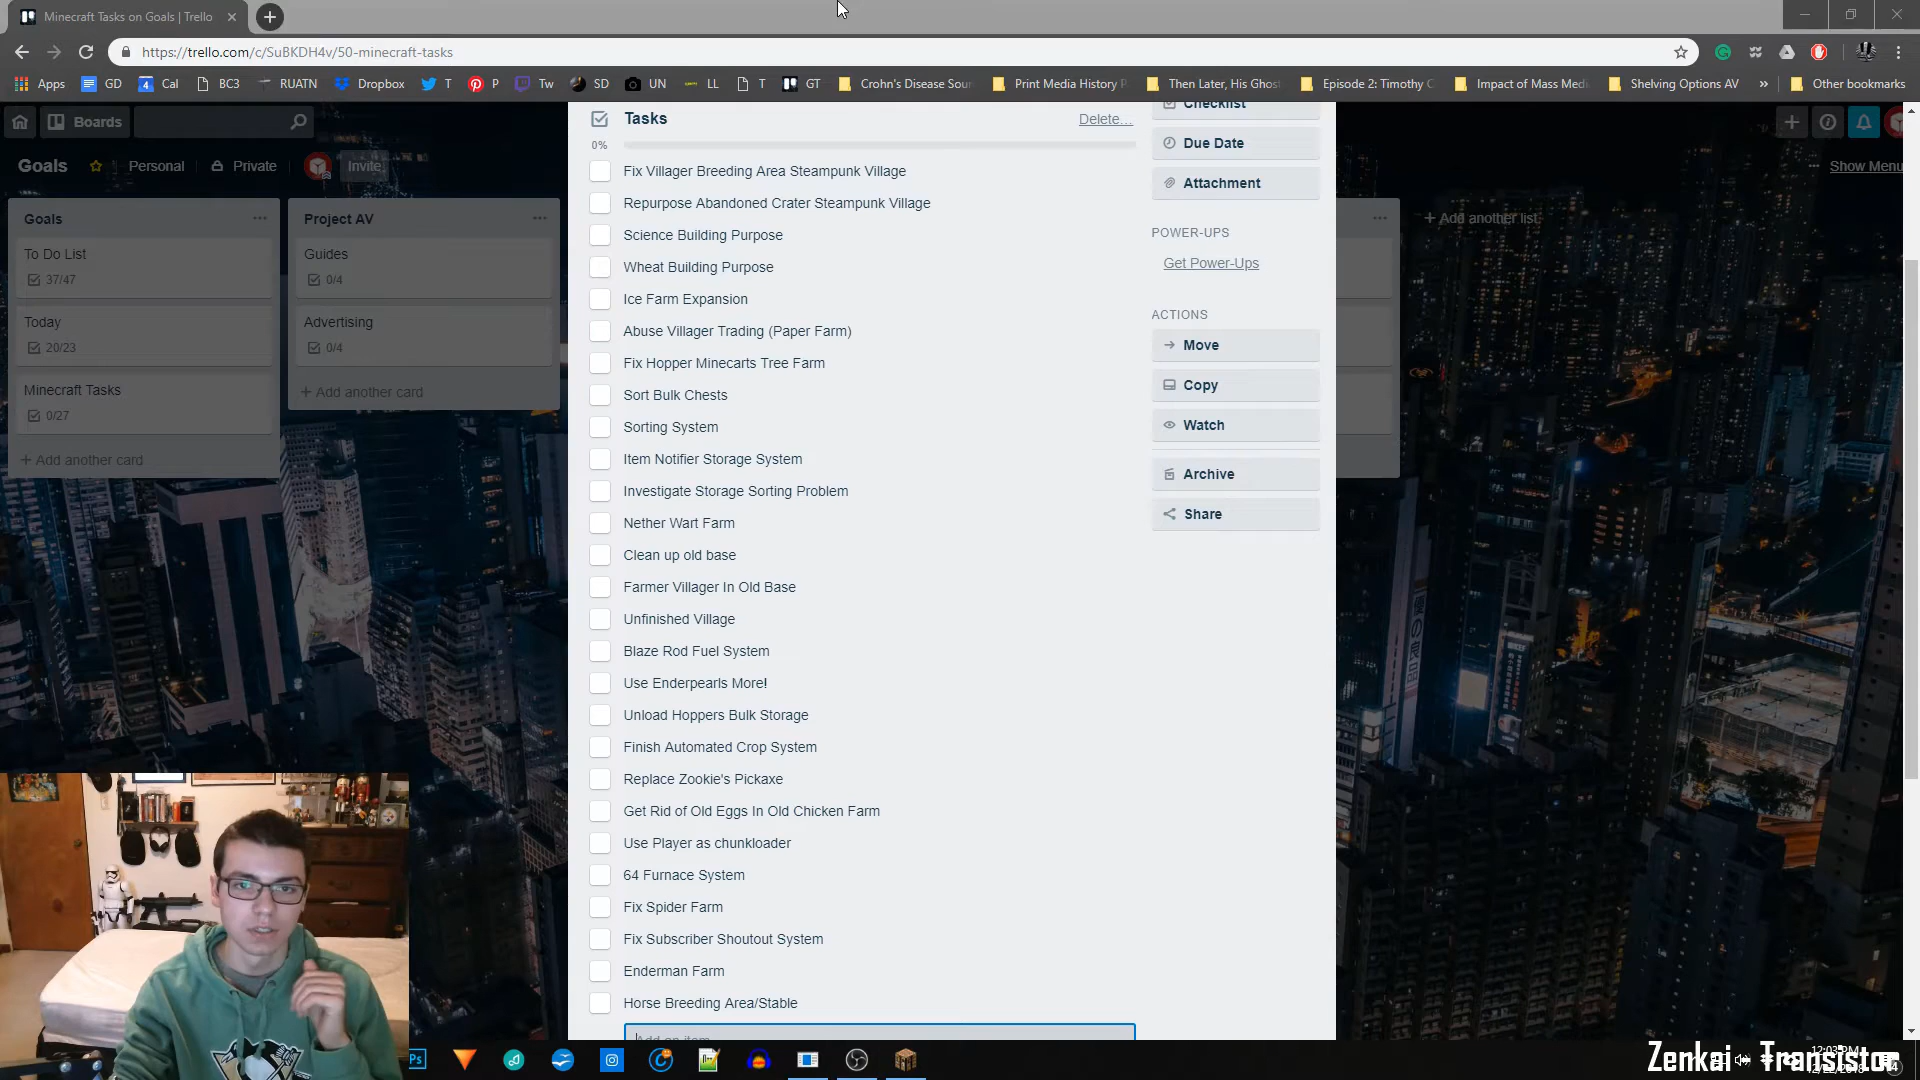 Minecraft Tasks on Goals | Trello
https://trello.com/c/SuBKDH4v/50-minecraft-tasks
Apps GD Cal BC3 RUATN Dropbox T P Tw SD UN LL T GT Crohn's Disease Sour Print Media History P Then Later, His Ghost Episode 2: Timothy C Impact of Mass Medi Shelving Options AV » Other bookmarks
Boards
Goals Personal Private Invite Show Menu
Goals
To Do List
37/47
Today
20/23
Minecraft Tasks
0/27
+ Add another card
Project AV
Guides
0/4
Advertising
0/4
+ Add another card
Tasks Delete...
0%
Fix Villager Breeding Area Steampunk Village
Repurpose Abandoned Crater Steampunk Village
Science Building Purpose
Wheat Building Purpose
Ice Farm Expansion
Abuse Villager Trading (Paper Farm)
Fix Hopper Minecarts Tree Farm
Sort Bulk Chests
Sorting System
Item Notifier Storage System
Investigate Storage Sorting Problem
Nether Wart Farm
Clean up old base
Farmer Villager In Old Base
Unfinished Village
Blaze Rod Fuel System
Use Enderpearls More!
Unload Hoppers Bulk Storage
Finish Automated Crop System
Replace Zookie's Pickaxe
Get Rid of Old Eggs In Old Chicken Farm
Use Player as chunkloader
64 Furnace System
Fix Spider Farm
Fix Subscriber Shoutout System
Enderman Farm
Horse Breeding Area/Stable
Add an item
Checklist
Due Date
Attachment
POWER-UPS
Get Power-Ups
ACTIONS
Move
Copy
Watch
Archive
Share
+ Add another list
Ps
12:03 PM
Zenkai Transistor